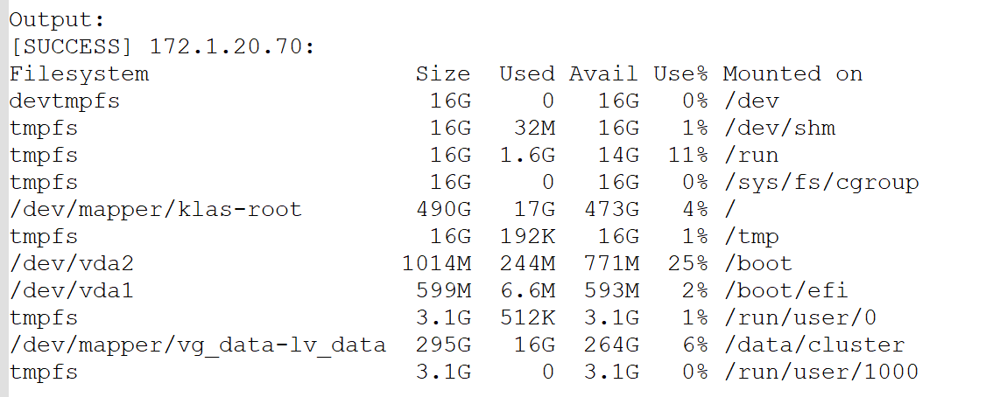 Output:
[SUCCESS] 172.1.20.70:
Filesystem                   Size  Used Avail Use% Mounted on
devtmpfs                      16G     0   16G   0% /dev
tmpfs                         16G   32M   16G   1% /dev/shm
tmpfs                         16G  1.6G   14G  11% /run
tmpfs                         16G     0   16G   0% /sys/fs/cgroup
/dev/mapper/klas-root        490G   17G  473G   4% /
tmpfs                         16G  192K   16G   1% /tmp
/dev/vda2                   1014M  244M  771M  25% /boot
/dev/vda1                    599M  6.6M  593M   2% /boot/efi
tmpfs                        3.1G  512K  3.1G   1% /run/user/0
/dev/mapper/vg_data-lv_data  295G   16G  264G   6% /data/cluster
tmpfs                        3.1G     0  3.1G   0% /run/user/1000